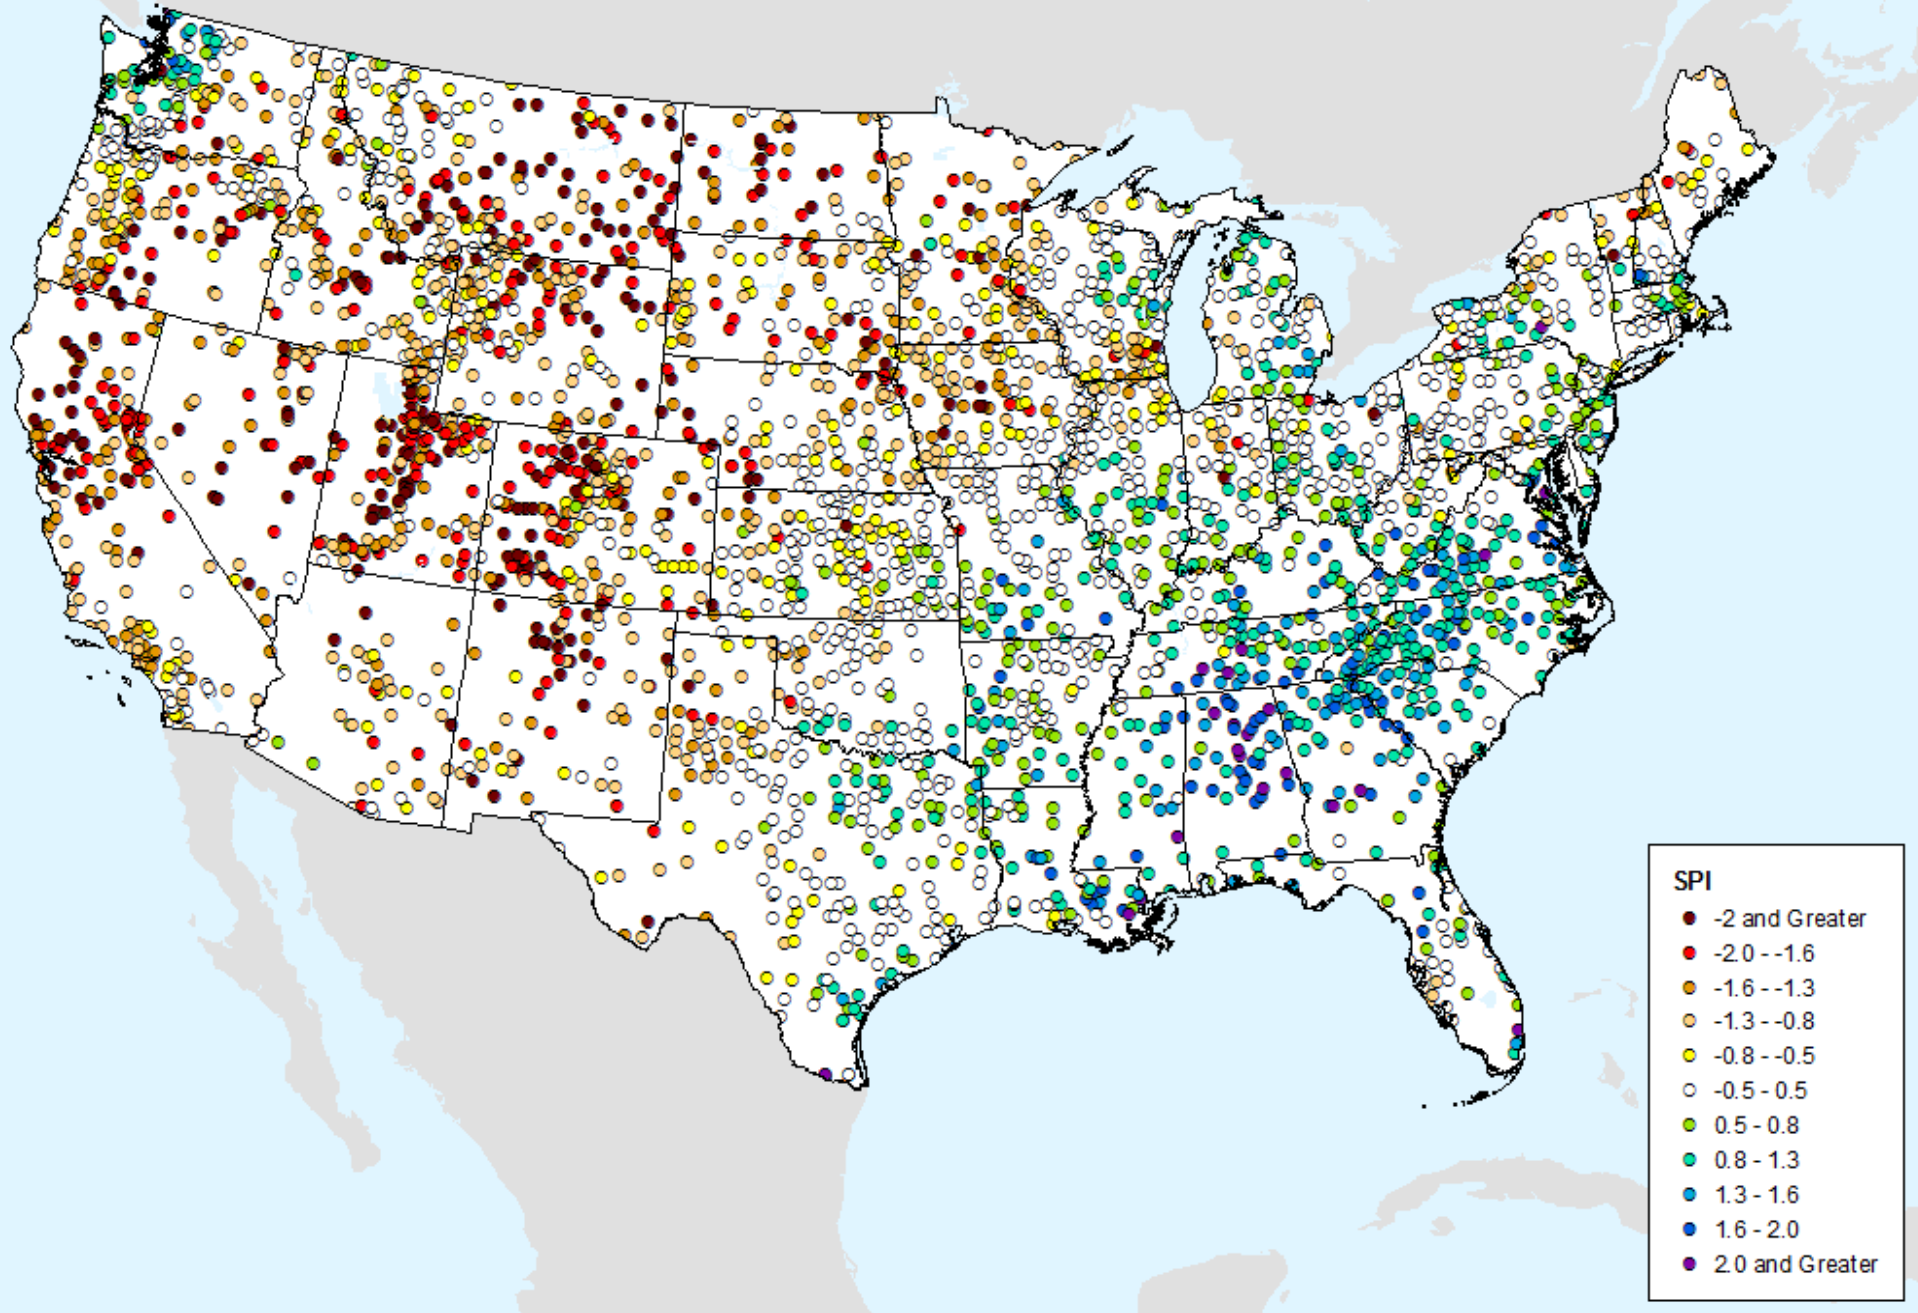 SPI
-2 and Greater
-2.0 - -1.6
-1.6 - -1.3
-1.3 - -0.8
-0.8 - -0.5
-0.5 - 0.5
0.5 - 0.8
0.8 - 1.3
1.3 - 1.6
1.6 - 2.0
2.0 and Greater